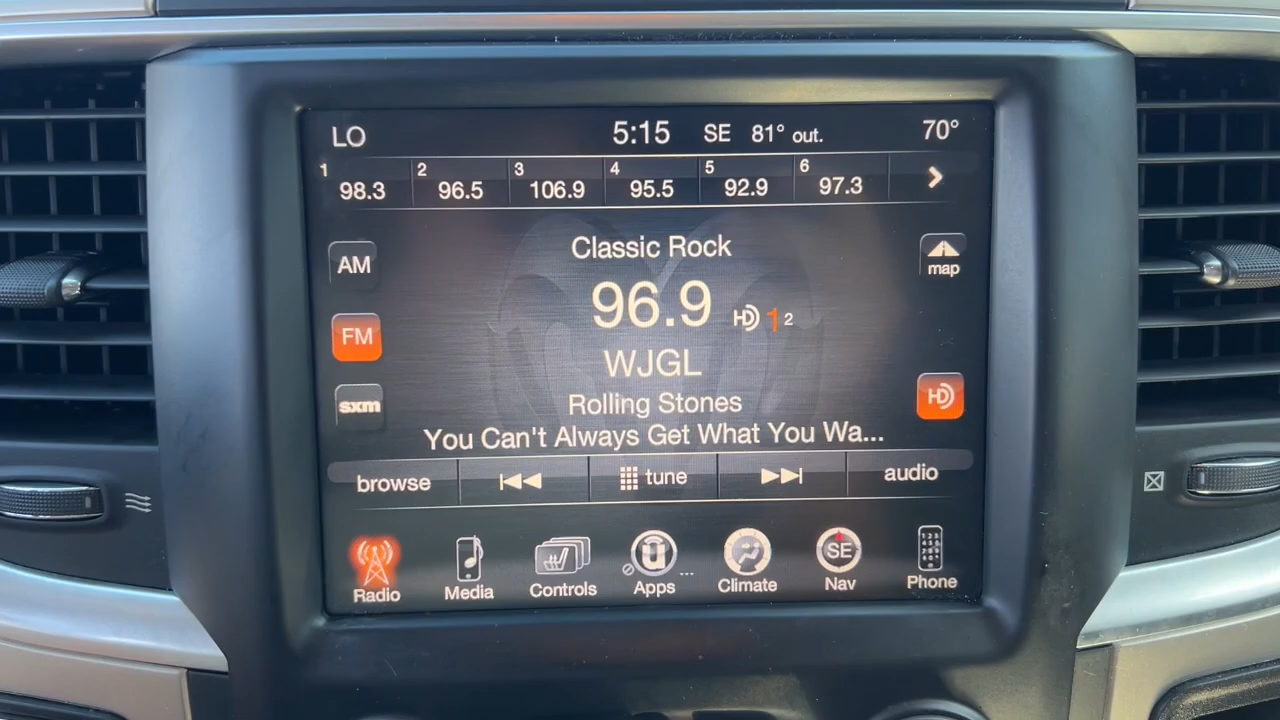 LO 5:15 SE 81° out. 70°
1 98.3 2 96.5 3 106.9 4 95.5 5 92.9 6 97.3
Classic Rock
AM
map
96.9 HD 1 2
FM
WJGL
HD
sxm
Rolling Stones
You Can't Always Get What You Wa...
browse tune audio
SE
Radio Media Controls Apps ... Climate Nav Phone